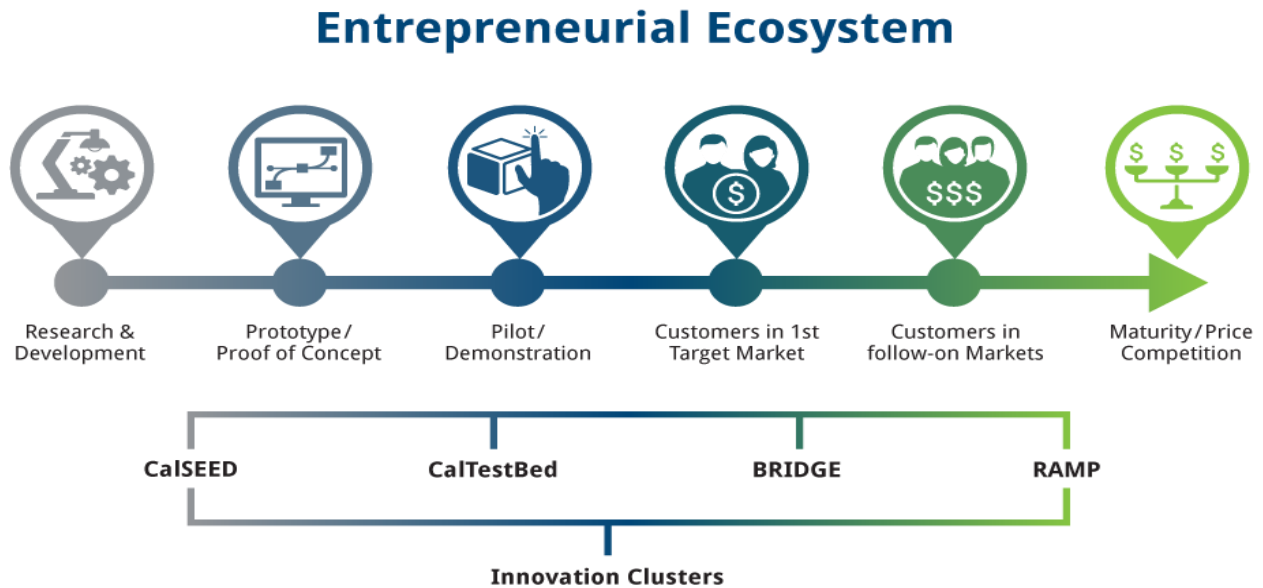 Entrepreneurial Ecosystem
$ $$$ $ $ $
Research &
Development
Prototype/
Proof of Concept
Pilot/
Demonstration
Customers in 1st
Target Market
Customers in
follow-on Markets
Maturity/Price
Competition
CalSEED
CalTestBed
BRIDGE
RAMP
Innovation Clusters